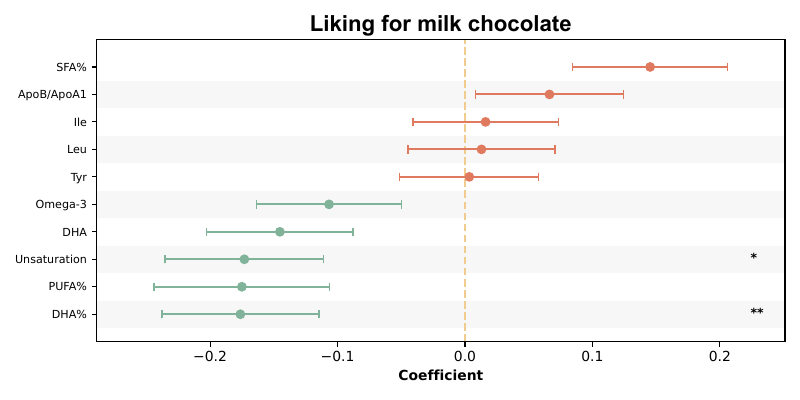 Liking for milk chocolate
SFA%
ApoB/ApoA1
Ile
Leu
Tyr
Omega-3
DHA
Unsaturation *
PUFA%
DHA% **
−0.2 −0.1 0.0 0.1 0.2
Coefficient